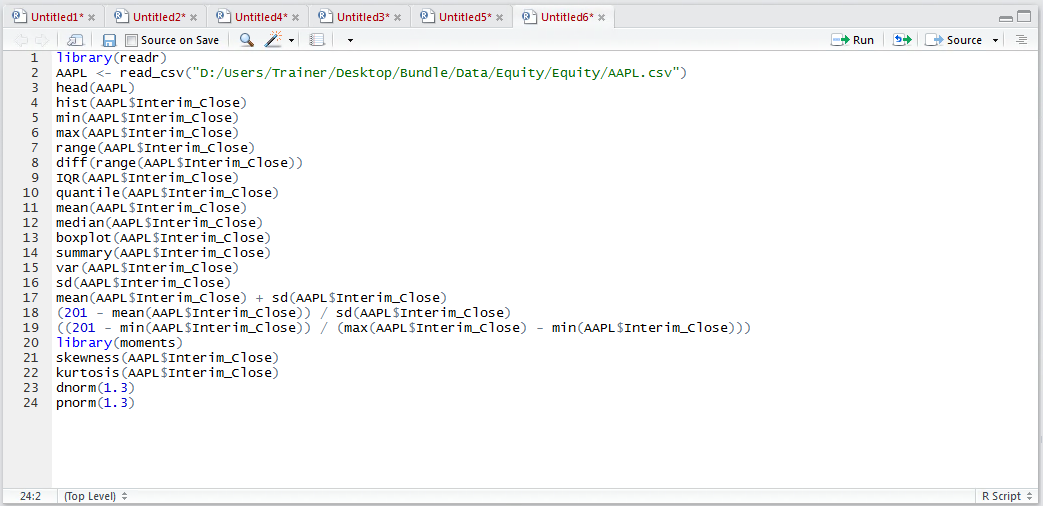 Untitled1* Untitled2* Untitled4* Untitled3* Untitled5* Untitled6*
Source on Save Run Source
1 library(readr)
2 AAPL <- read_csv("D:/Users/Trainer/Desktop/Bundle/Data/Equity/Equity/AAPL.csv")
3 head(AAPL)
4 hist(AAPL$Interim_Close)
5 min(AAPL$Interim_Close)
6 max(AAPL$Interim_Close)
7 range(AAPL$Interim_Close)
8 diff(range(AAPL$Interim_Close))
9 IQR(AAPL$Interim_Close)
10 quantile(AAPL$Interim_Close)
11 mean(AAPL$Interim_Close)
12 median(AAPL$Interim_Close)
13 boxplot(AAPL$Interim_Close)
14 summary(AAPL$Interim_Close)
15 var(AAPL$Interim_Close)
16 sd(AAPL$Interim_Close)
17 mean(AAPL$Interim_Close) + sd(AAPL$Interim_Close)
18 (201 - mean(AAPL$Interim_Close)) / sd(AAPL$Interim_Close)
19 ((201 - min(AAPL$Interim_Close)) / (max(AAPL$Interim_Close) - min(AAPL$Interim_Close)))
20 library(moments)
21 skewness(AAPL$Interim_Close)
22 kurtosis(AAPL$Interim_Close)
23 dnorm(1.3)
24 pnorm(1.3)
24:2 (Top Level) R Script